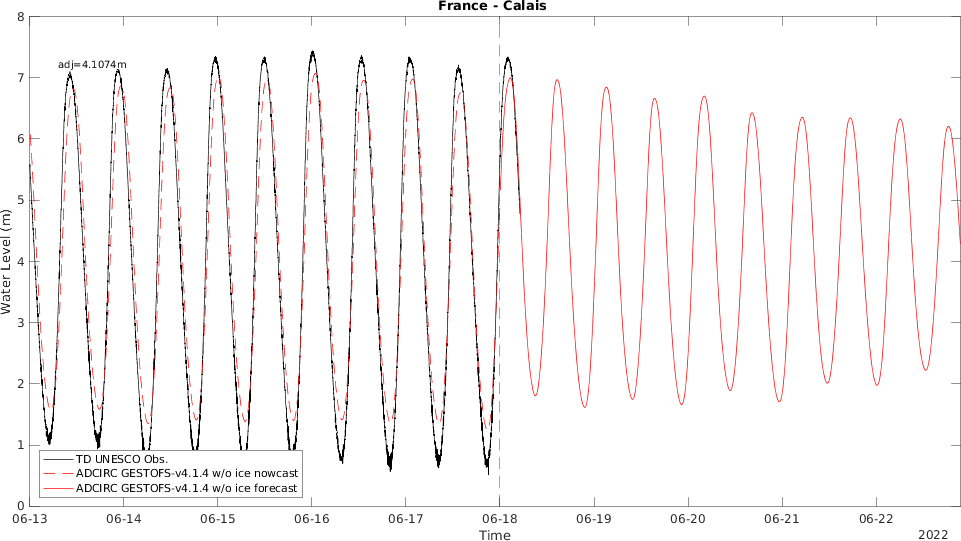 France - Calais
8
adj=4.1074m
7
6
5
4
3
2
1
0
Water Level (m)
TD UNESCO Obs.
ADCIRC GESTOFS-v4.1.4 w/o ice nowcast
ADCIRC GESTOFS-v4.1.4 w/o ice forecast
06-13 06-14 06-15 06-16 06-17 06-18 06-19 06-20 06-21 06-22
Time
2022